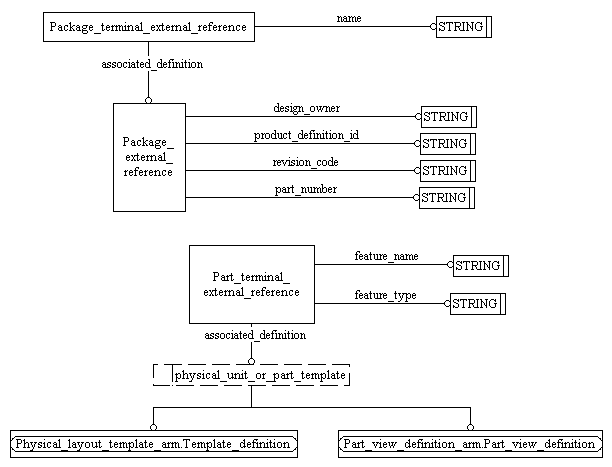 Package_terminal_external_reference
name
STRING
associated_definition
Package_
external_
reference
design_owner
STRING
product_definition_id
STRING
revision_code
STRING
part_number
STRING
Part_terminal_
external_reference
feature_name
STRING
feature_type
STRING
associated_definition
physical_unit_or_part_template
Physical_layout_template_arm.Template_definition
Part_view_definition_arm.Part_view_definition